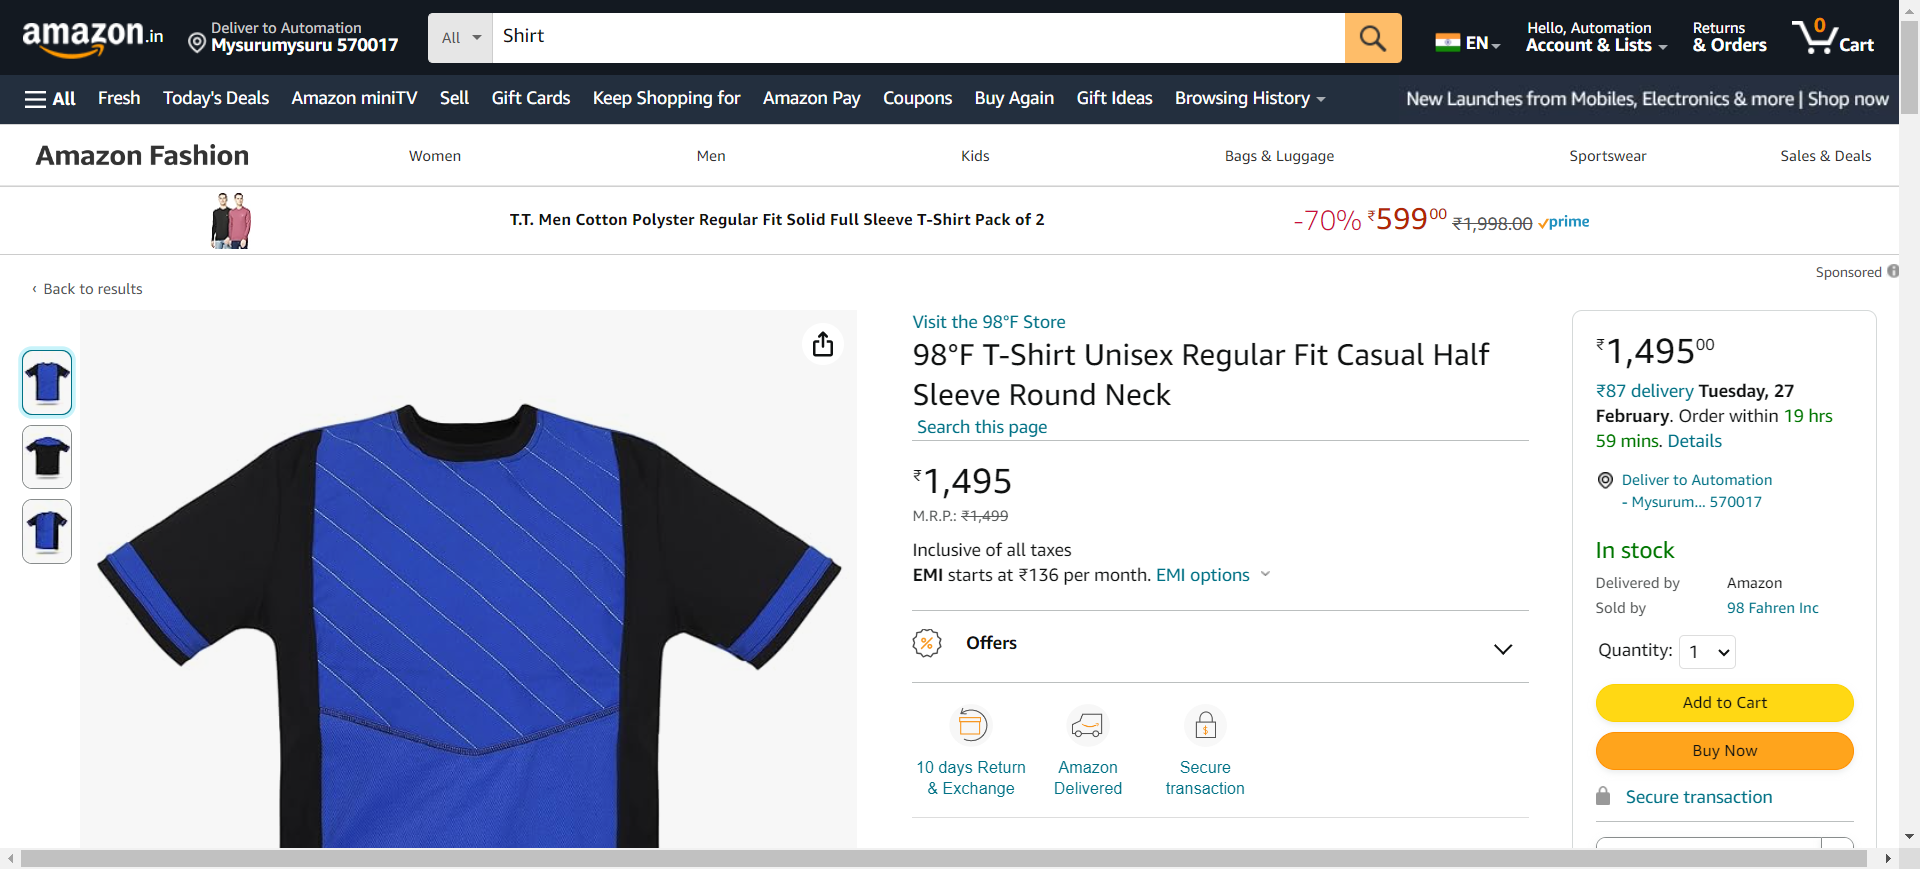 amazon.in
Deliver to Automation
Mysurumysuru 570017
All
Shirt
EN
Hello, Automation
Account & Lists
Returns
& Orders
0
Cart
All
Fresh
Today's Deals
Amazon miniTV
Sell
Gift Cards
Keep Shopping for
Amazon Pay
Coupons
Buy Again
Gift Ideas
Browsing History
New Launches from Mobiles, Electronics & more | Shop now
Amazon Fashion
Women
Men
Kids
Bags & Luggage
Sportswear
Sales & Deals
T.T. Men Cotton Polyster Regular Fit Solid Full Sleeve T-Shirt Pack of 2
-70% ₹59900 ₹1,998.00 prime
Sponsored
‹ Back to results
Visit the 98°F Store
98°F T-Shirt Unisex Regular Fit Casual Half
Sleeve Round Neck
Search this page
₹1,495
M.R.P.: ₹1,499
Inclusive of all taxes
EMI starts at ₹136 per month. EMI options
Offers
10 days Return
& Exchange
Amazon
Delivered
Secure
transaction
₹1,49500
₹87 delivery Tuesday, 27
February. Order within 19 hrs
59 mins. Details
Deliver to Automation
- Mysurum... 570017
In stock
Delivered by Amazon
Sold by 98 Fahren Inc
Quantity: 1
Add to Cart
Buy Now
Secure transaction